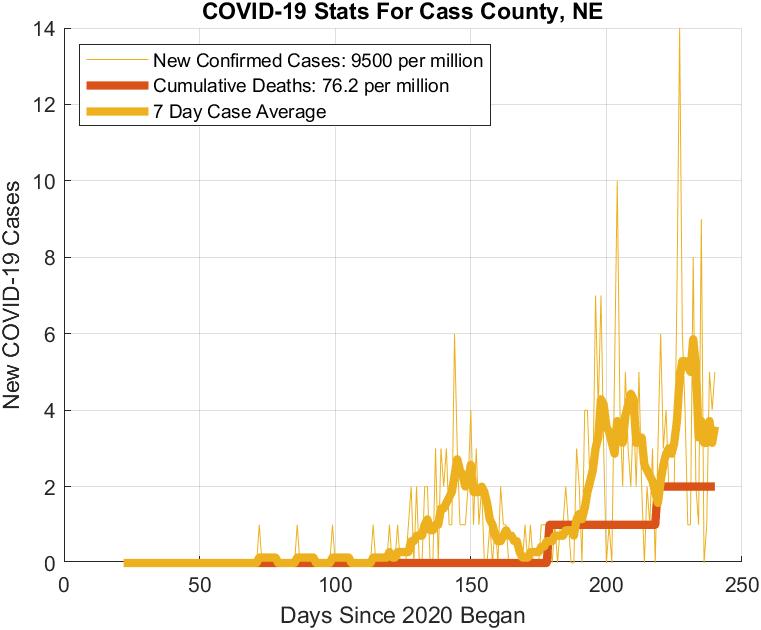 COVID-19 Stats For Cass County, NE
New Confirmed Cases: 9500 per million
Cumulative Deaths: 76.2 per million
7 Day Case Average
New COVID-19 Cases
14
12
10
8
6
4
2
0
0 50 100 150 200 250
Days Since 2020 Began